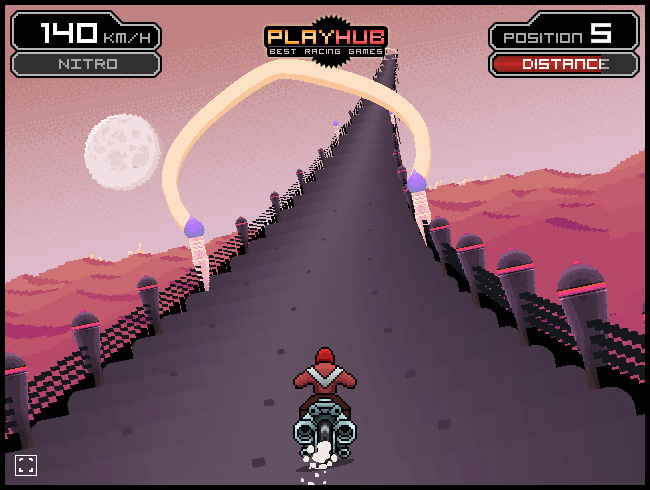 140 KM/H
NITRO
PLAYHUB
BEST RACING GAMES
POSITION 5
DISTANCE